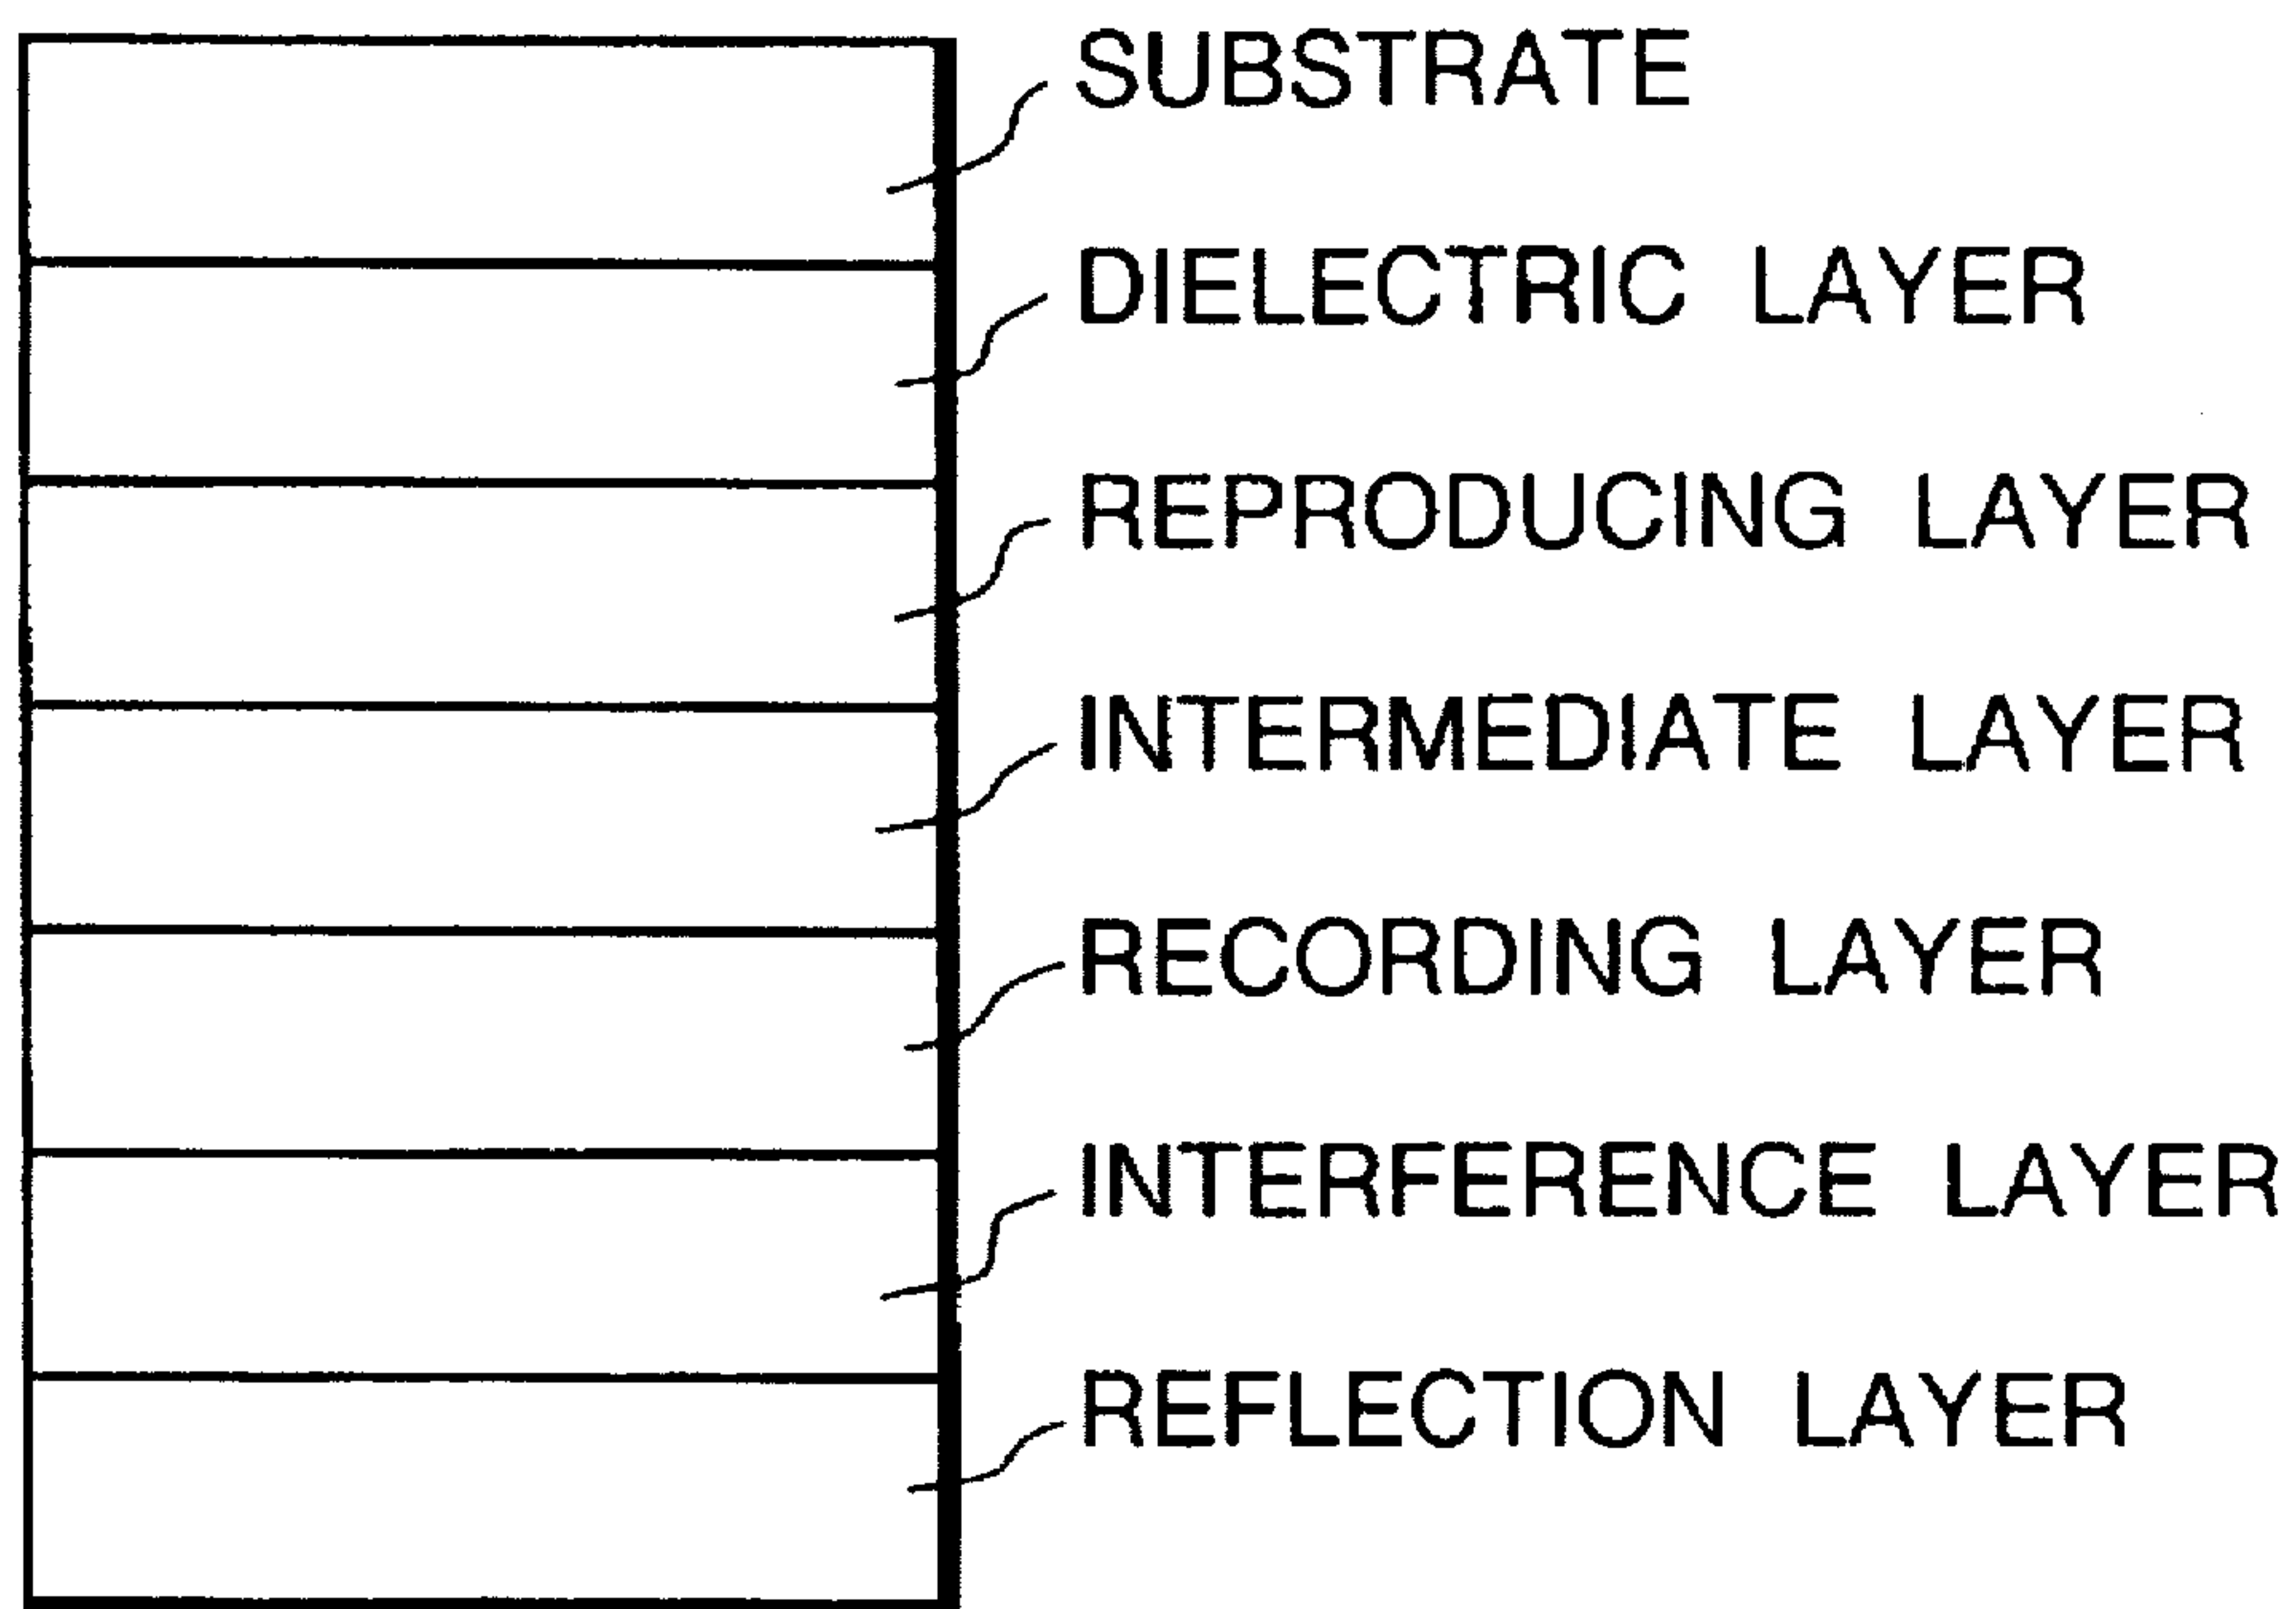 SUBSTRATE
DIELECTRIC LAYER
REPRODUCING LAYER
INTERMEDIATE LAYER
RECORDING LAYER
INTERFERENCE LAYER
REFLECTION LAYER